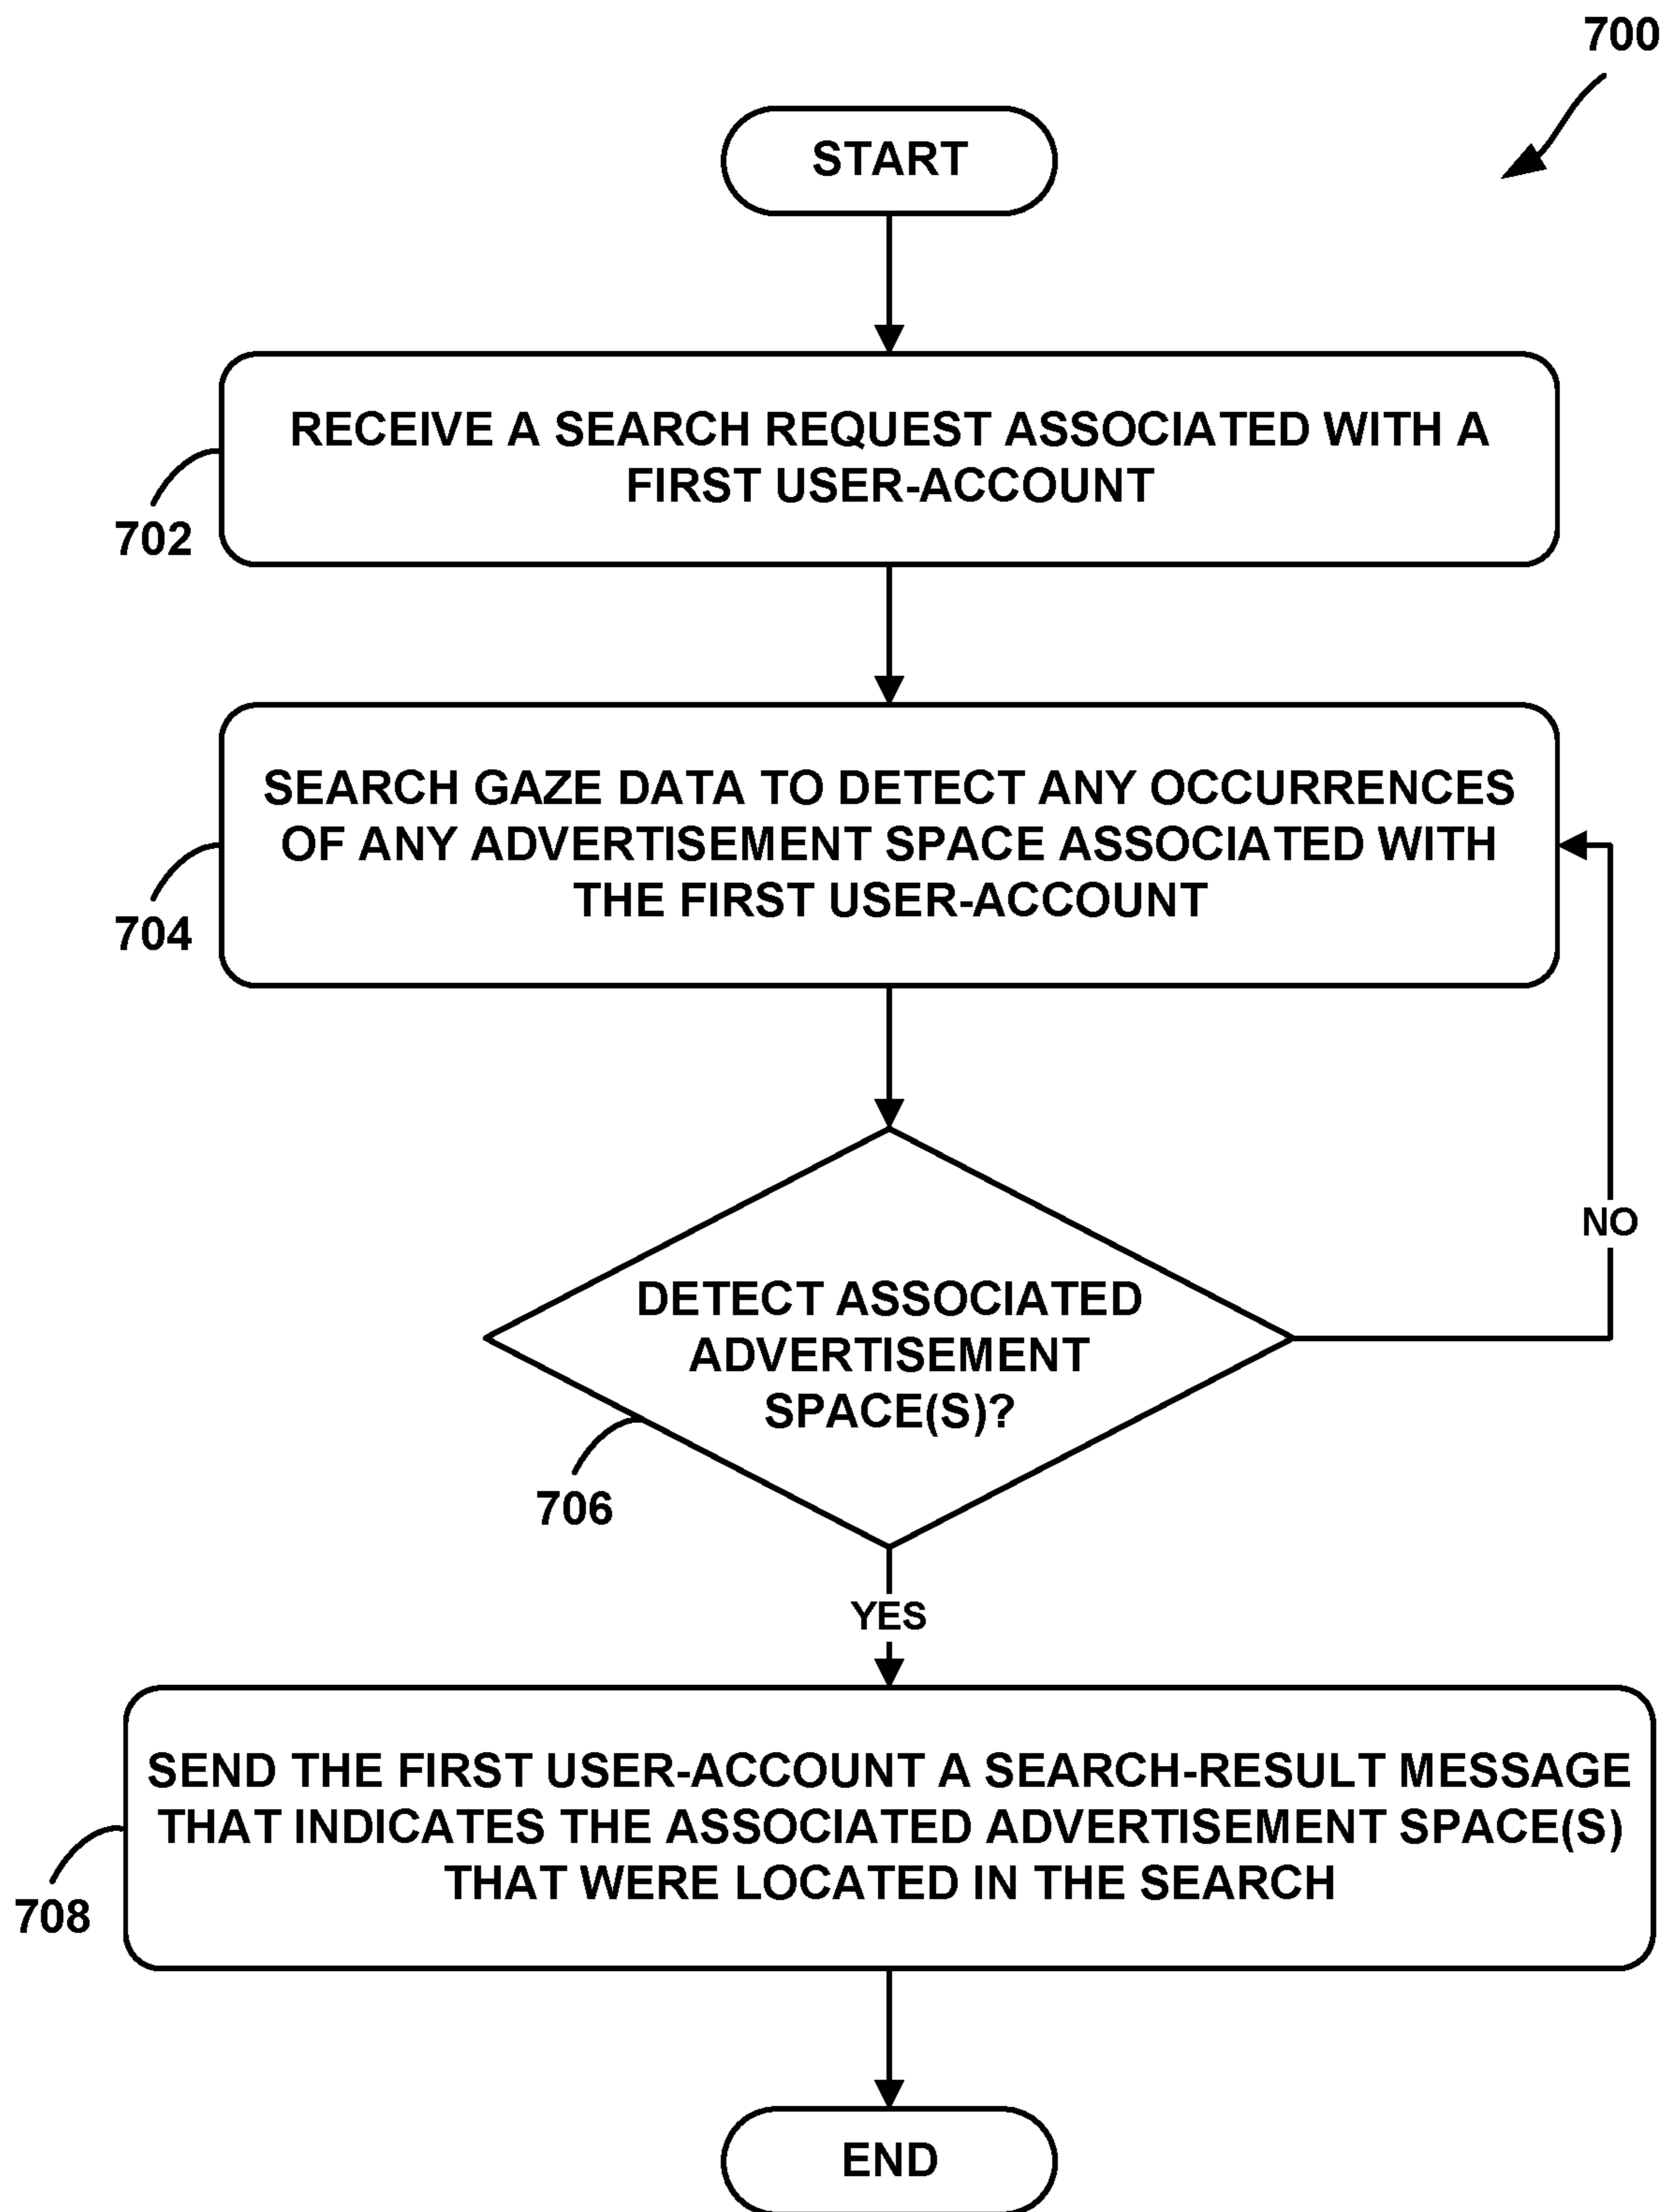 700
START
RECEIVE A SEARCH REQUEST ASSOCIATED WITH A
FIRST USER-ACCOUNT
702
SEARCH GAZE DATA TO DETECT ANY OCCURRENCES
OF ANY ADVERTISEMENT SPACE ASSOCIATED WITH
THE FIRST USER-ACCOUNT
704
NO
DETECT ASSOCIATED
ADVERTISEMENT
SPACE(S)?
706
YES
SEND THE FIRST USER-ACCOUNT A SEARCH-RESULT MESSAGE
THAT INDICATES THE ASSOCIATED ADVERTISEMENT SPACE(S)
THAT WERE LOCATED IN THE SEARCH
708
END